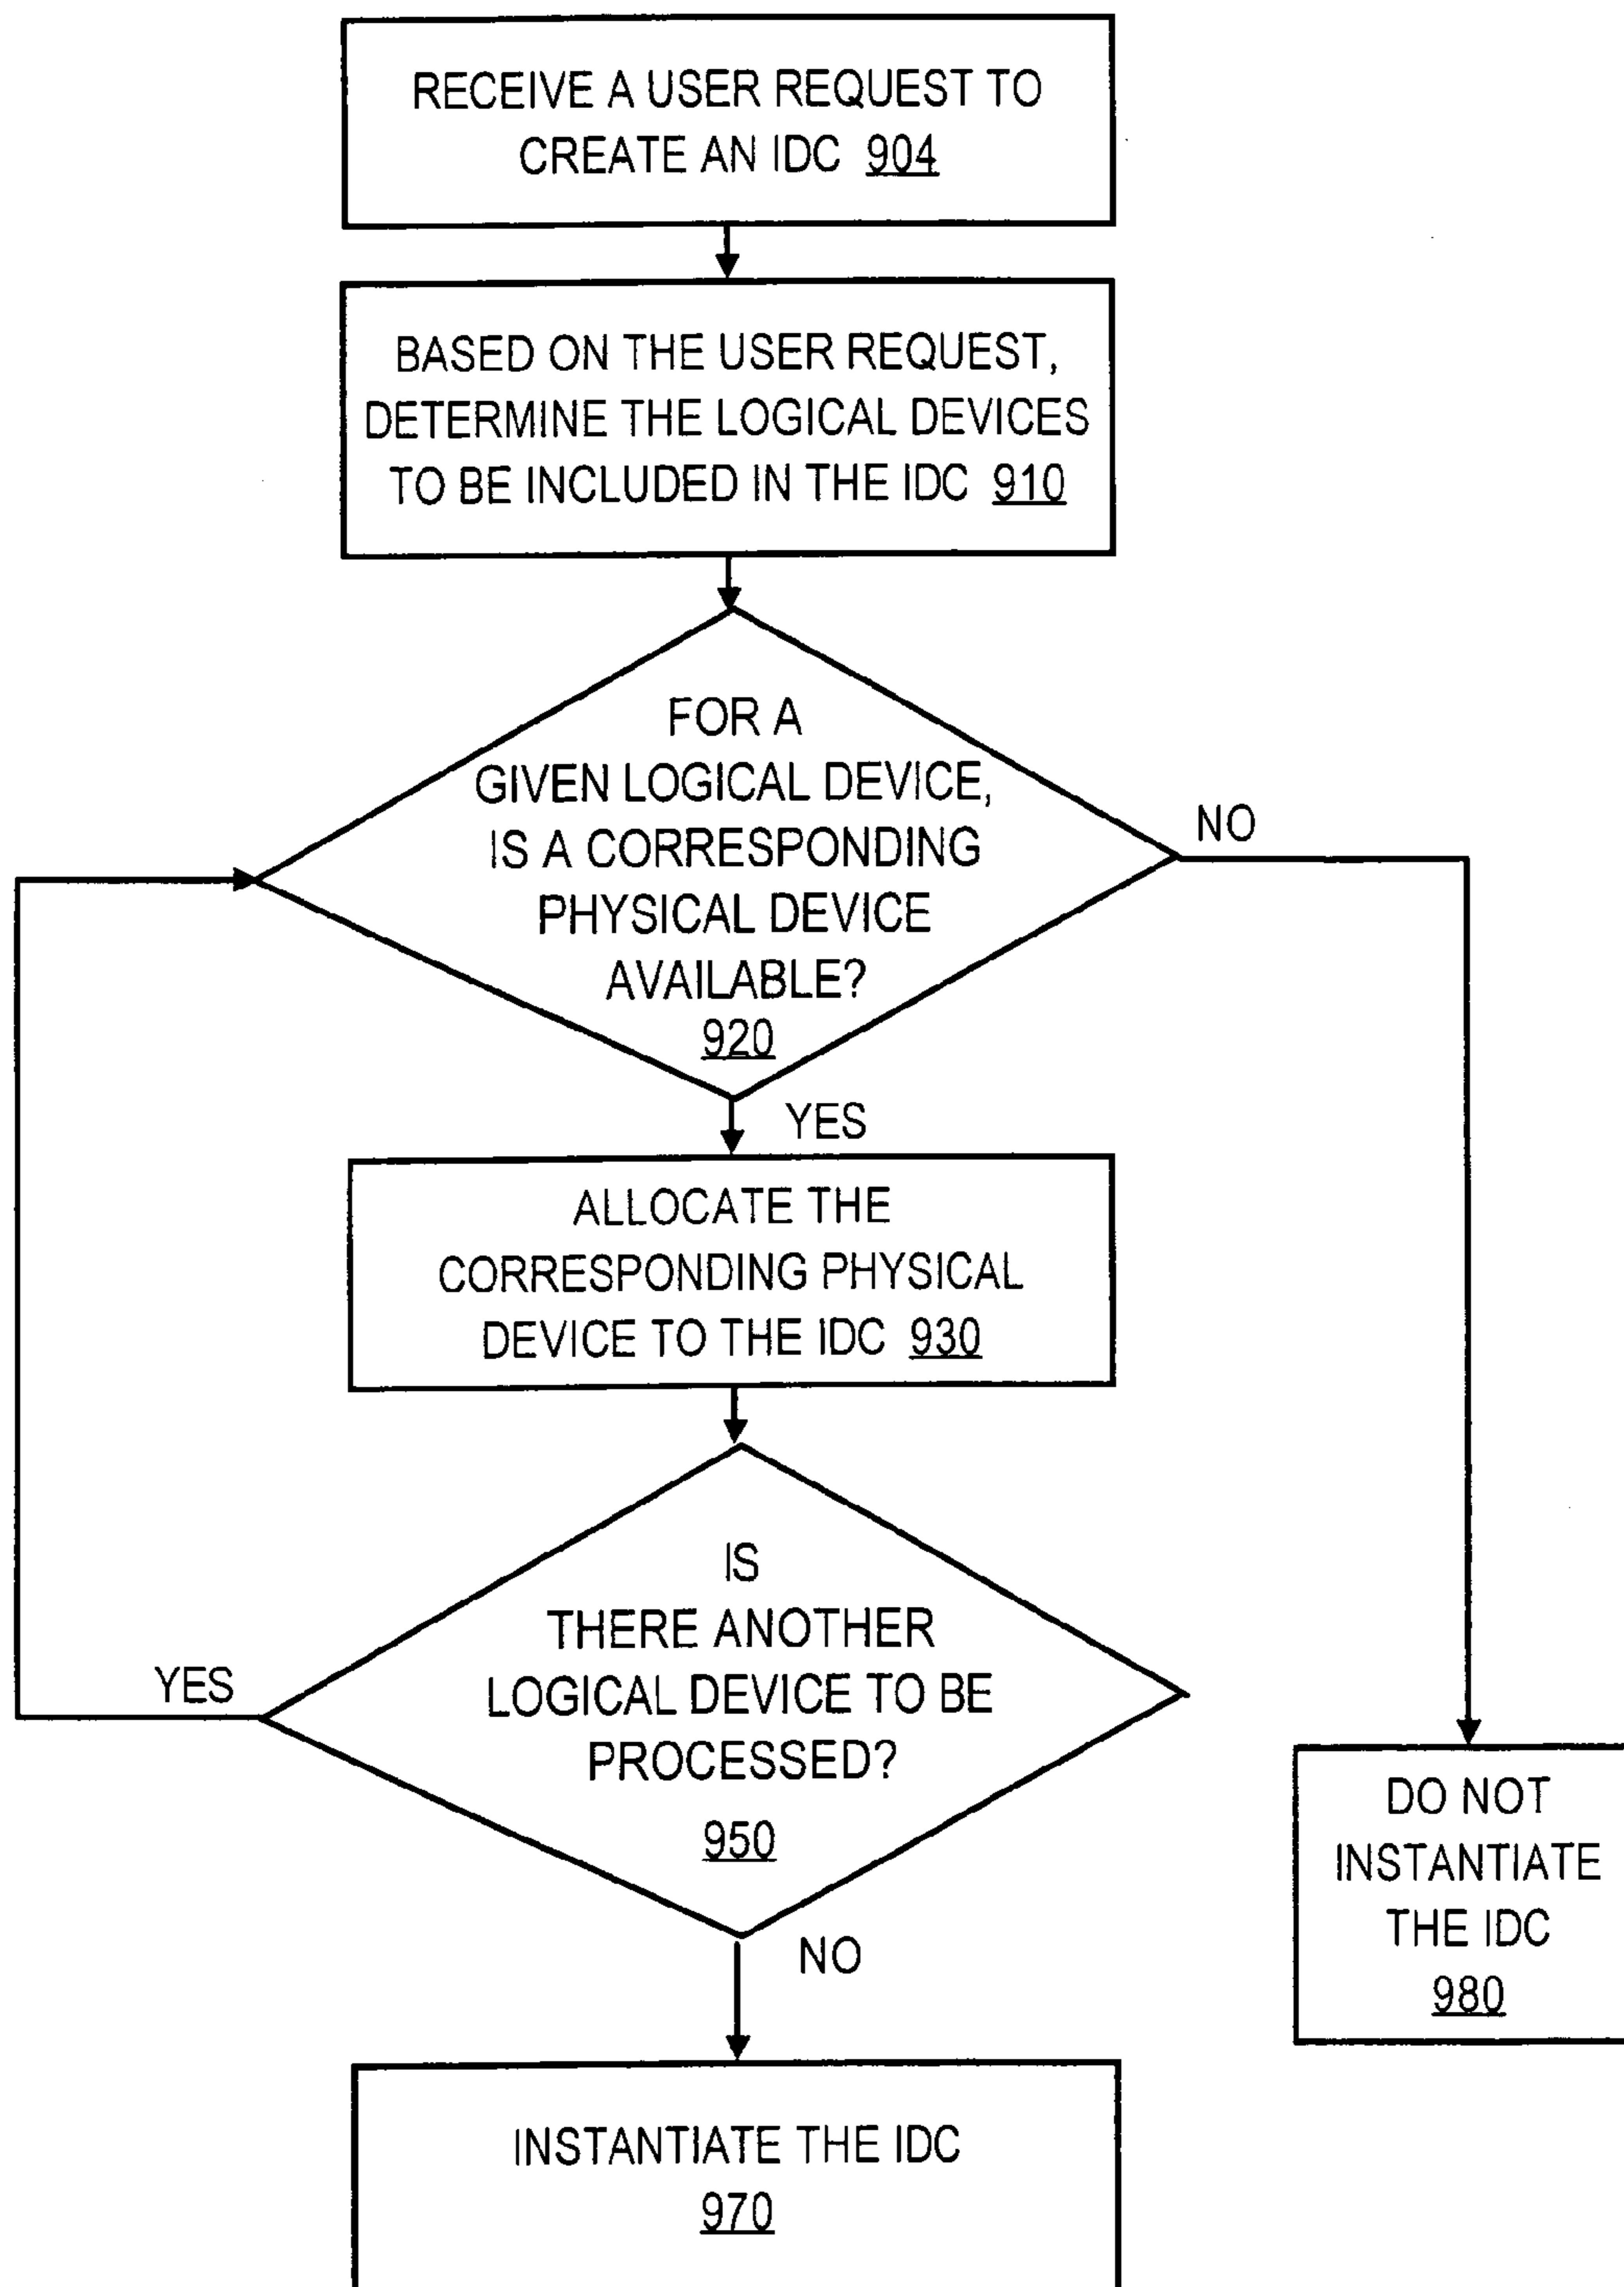 RECEIVE A USER REQUEST TO
CREATE AN IDC 904
BASED ON THE USER REQUEST,
DETERMINE THE LOGICAL DEVICES
TO BE INCLUDED IN THE IDC 910
FOR A
GIVEN LOGICAL DEVICE,
IS A CORRESPONDING
PHYSICAL DEVICE
AVAILABLE?
920
NO
YES
ALLOCATE THE
CORRESPONDING PHYSICAL
DEVICE TO THE IDC 930
IS
THERE ANOTHER
LOGICAL DEVICE TO BE
PROCESSED?
950
YES
NO
DO NOT
INSTANTIATE
THE IDC
980
INSTANTIATE THE IDC
970